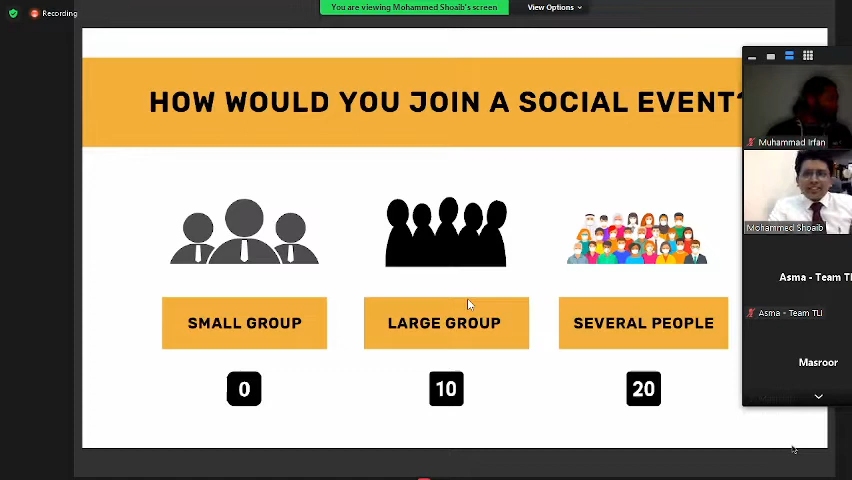 Recording
You are viewing Mohammed Shoaib's screen
View Options
HOW WOULD YOU JOIN A SOCIAL EVENT?
Muhammad Irfan
Mohammed Shoaib
Asma - Team TL
Asma - Team TLI
Masroor
SMALL GROUP
LARGE GROUP
SEVERAL PEOPLE
0
10
20